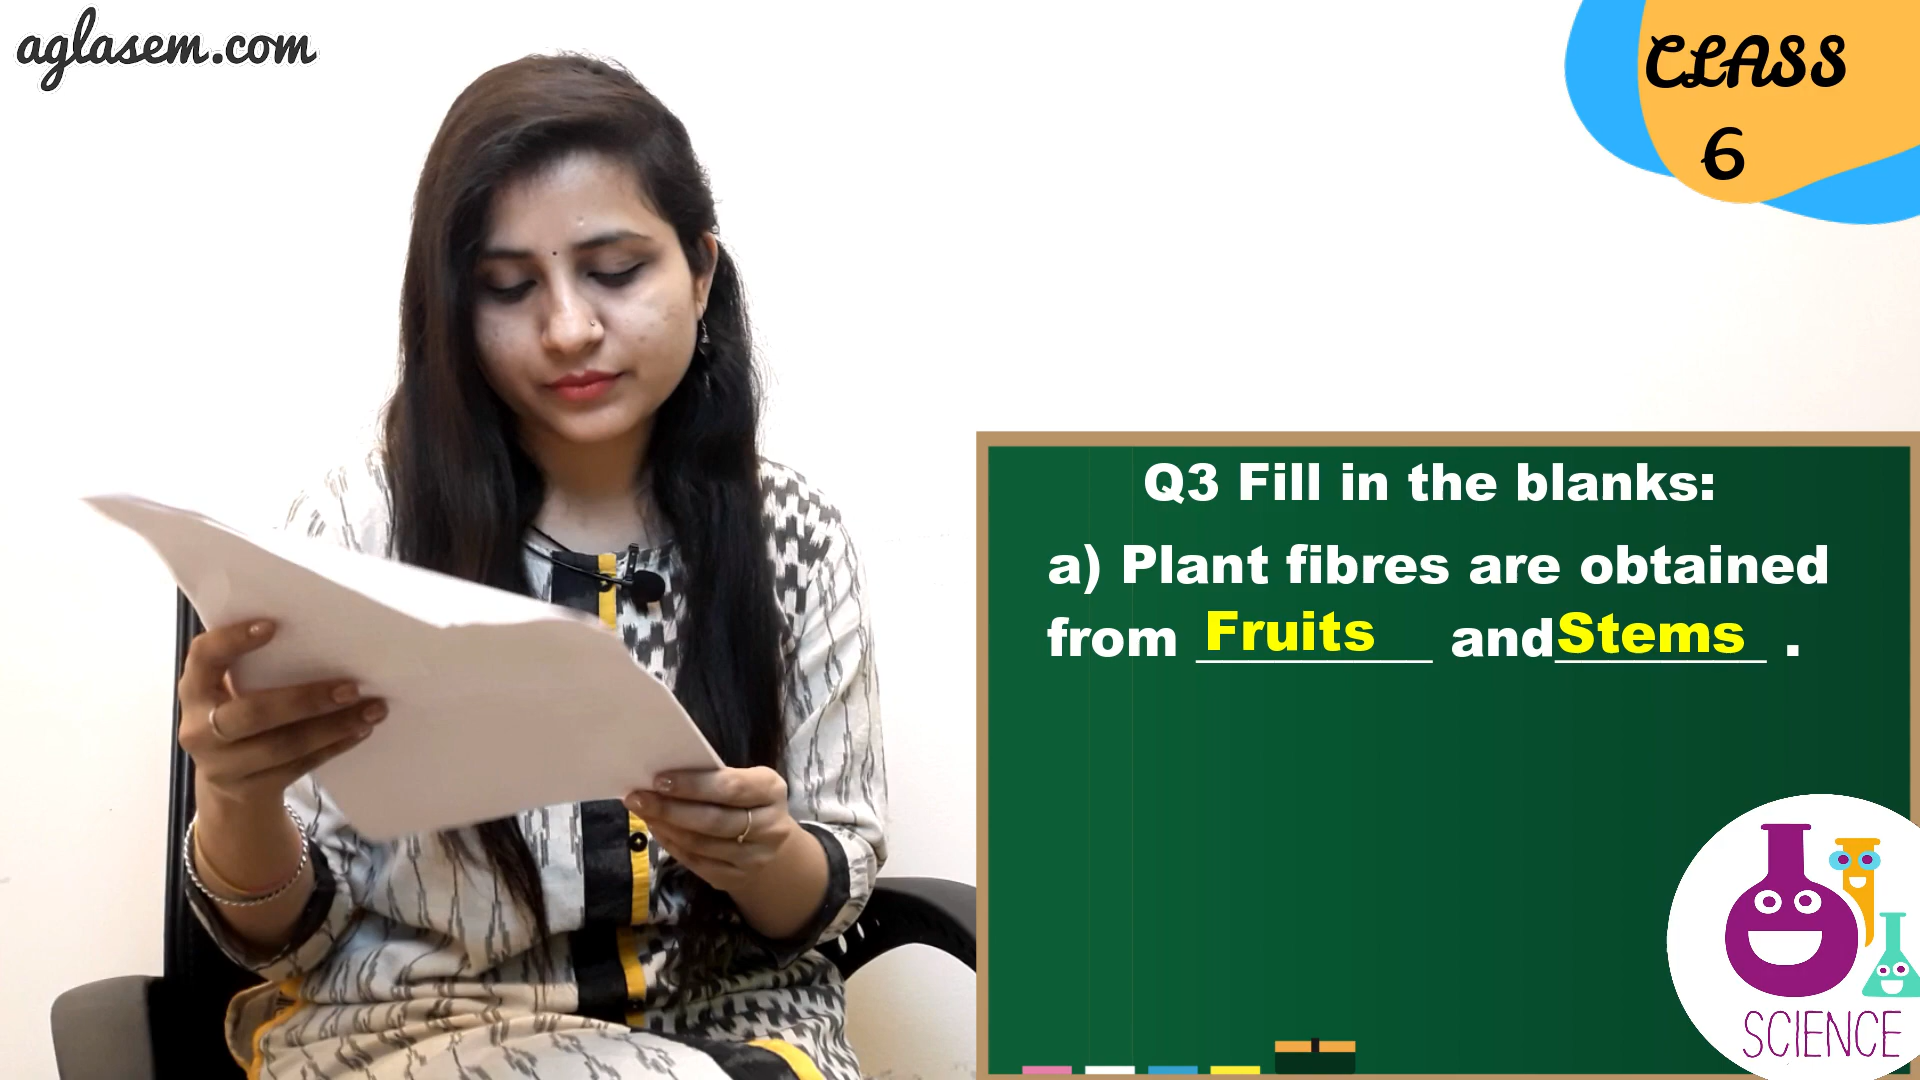 aglasem.com
CLASS
6
Q3 Fill in the blanks:
a) Plant fibres are obtained
from Fruits and Stems .
SCIENCE